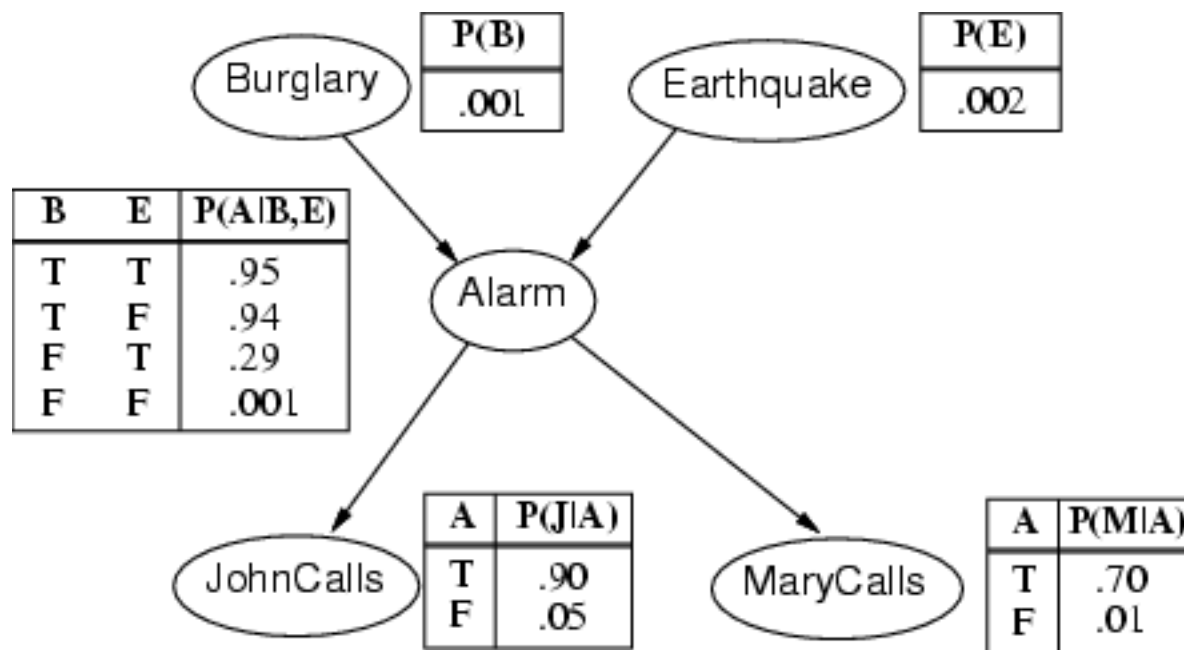 Burglary
P(B)
.001
Earthquake
P(E)
.002
B E P(A|B,E)
T T .95
T F .94
F T .29
F F .001
Alarm
JohnCalls
A P(J|A)
T .90
F .05
MaryCalls
A P(M|A)
T .70
F .01